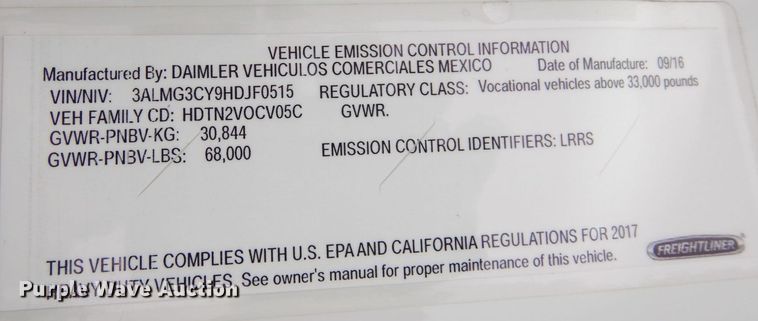 VEHICLE EMISSION CONTROL INFORMATION
Manufactured By: DAIMLER VEHICULOS COMERCIALES MEXICO Date of Manufacture: 09/16
VIN/NIV: 3ALMG3CY9HDJF0515 REGULATORY CLASS: Vocational vehicles above 33,000 pounds
VEH FAMILY CD: HDTN2VOCV05C GVWR.
GVWR-PNBV-KG: 30,844
GVWR-PNBV-LBS: 68,000 EMISSION CONTROL IDENTIFIERS: LRRS
THIS VEHICLE COMPLIES WITH U.S. EPA AND CALIFORNIA REGULATIONS FOR 2017
HEAVY DUTY VEHICLES. See owner's manual for proper maintenance of this vehicle.
FREIGHTLINER
Purple Wave Auction